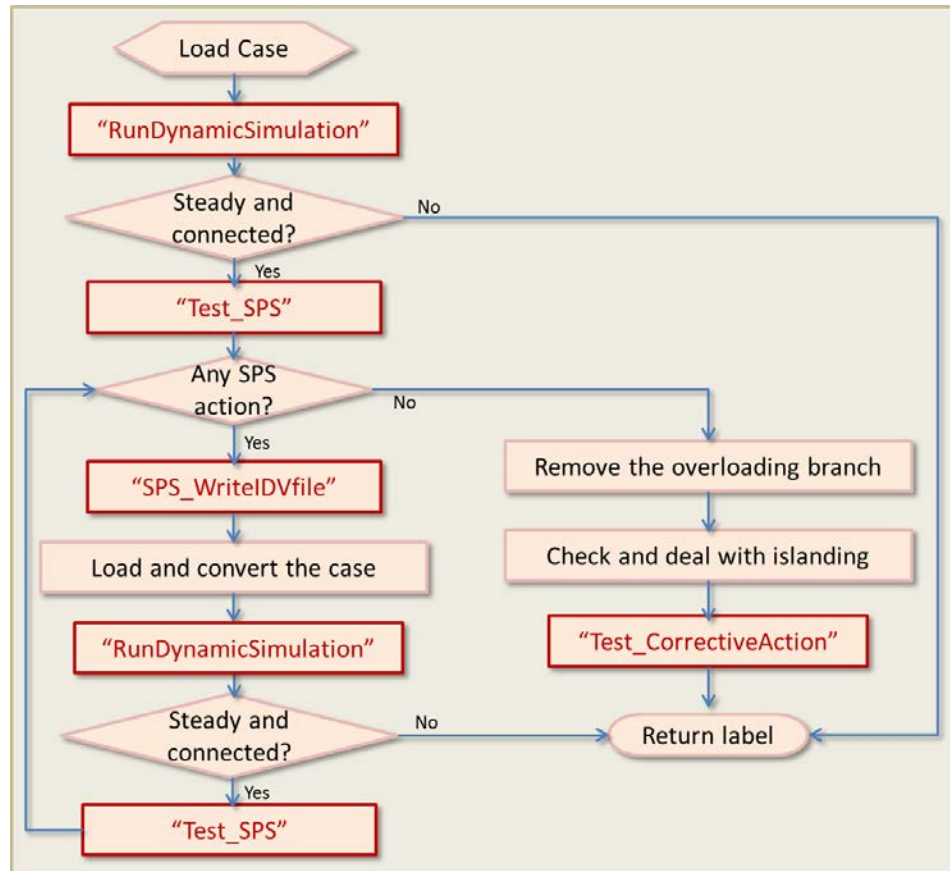 Load Case
“RunDynamicSimulation”
Steady and
connected?
No
Yes
“Test_SPS”
Any SPS
action?
No
Yes
“SPS_WriteIDVfile”
Remove the overloading branch
Load and convert the case
Check and deal with islanding
“RunDynamicSimulation”
“Test_CorrectiveAction”
Steady and
connected?
No
Return label
Yes
“Test_SPS”